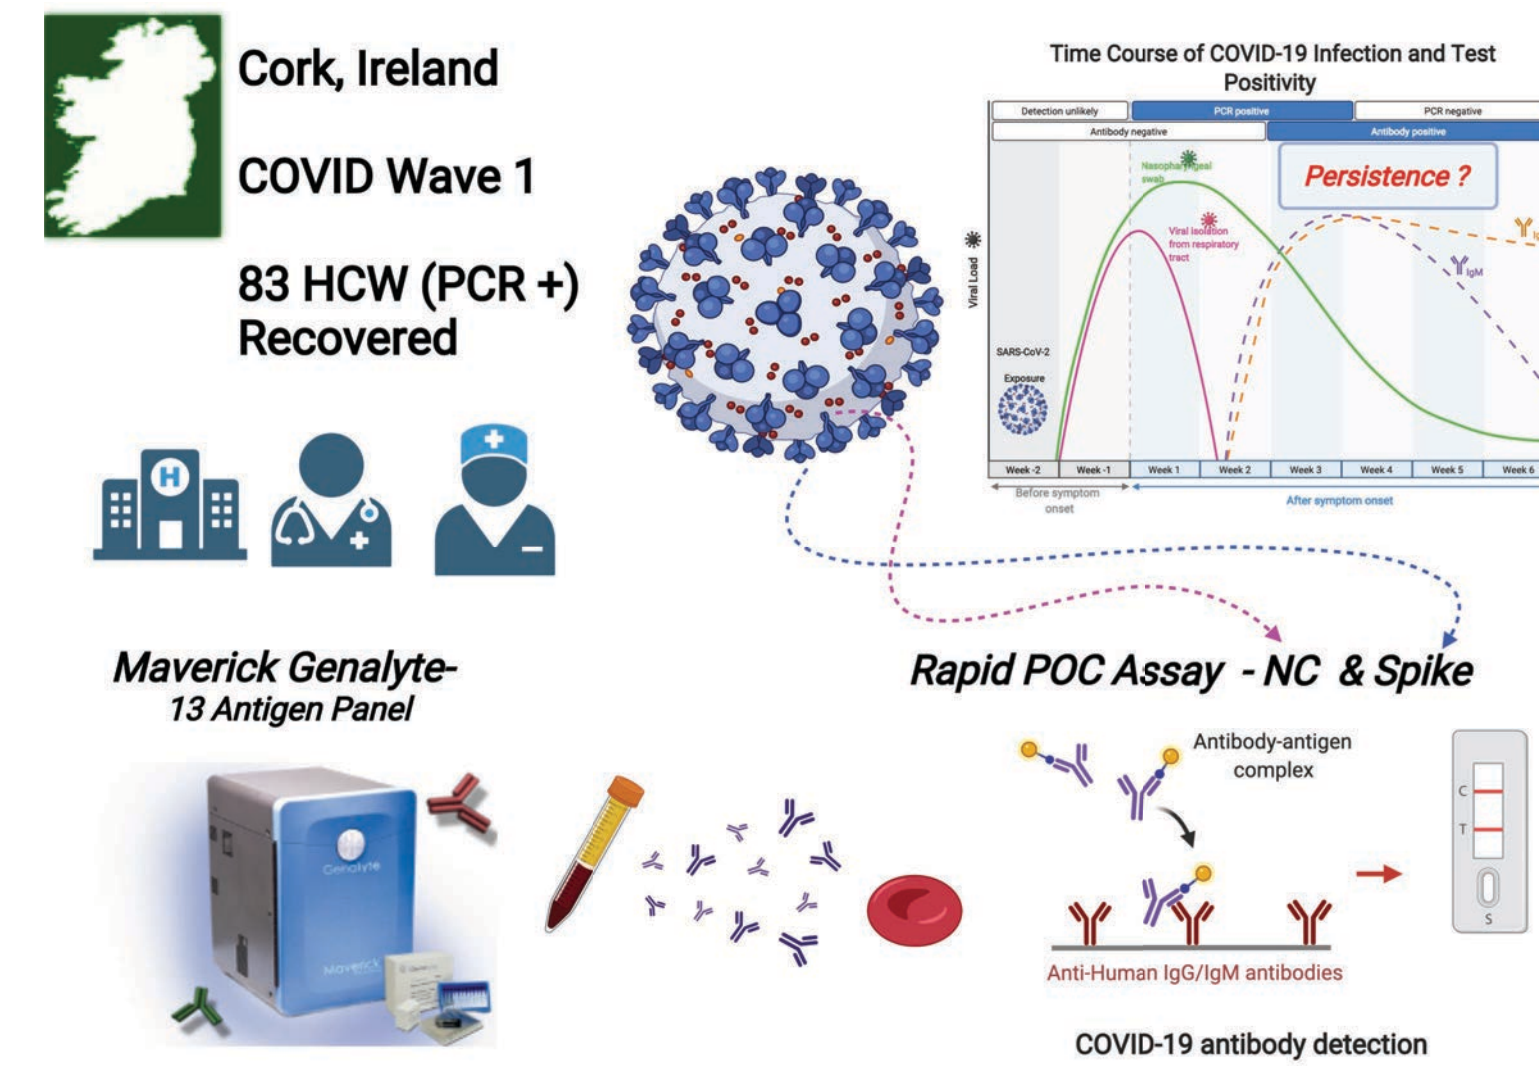 Cork, Ireland
COVID Wave 1
83 HCW (PCR +)
Recovered
H
Time Course of COVID-19 Infection and Test
Positivity
Detection unlikely
PCR positive
PCR negative
Antibody negative
Antibody positive
Persistence ?
Nasopharyngeal
swab
Viral isolation
from respiratory
tract
IgM
Viral Load
SARS-CoV-2
Exposure
Week -2
Week -1
Week 1
Week 2
Week 3
Week 4
Week 5
Week 6
Before symptom
onset
After symptom onset
Maverick Genalyte-
13 Antigen Panel
Genalyte
Maverick
Rapid POC Assay - NC & Spike
Antibody-antigen
complex
C
T
S
Anti-Human IgG/IgM antibodies
COVID-19 antibody detection